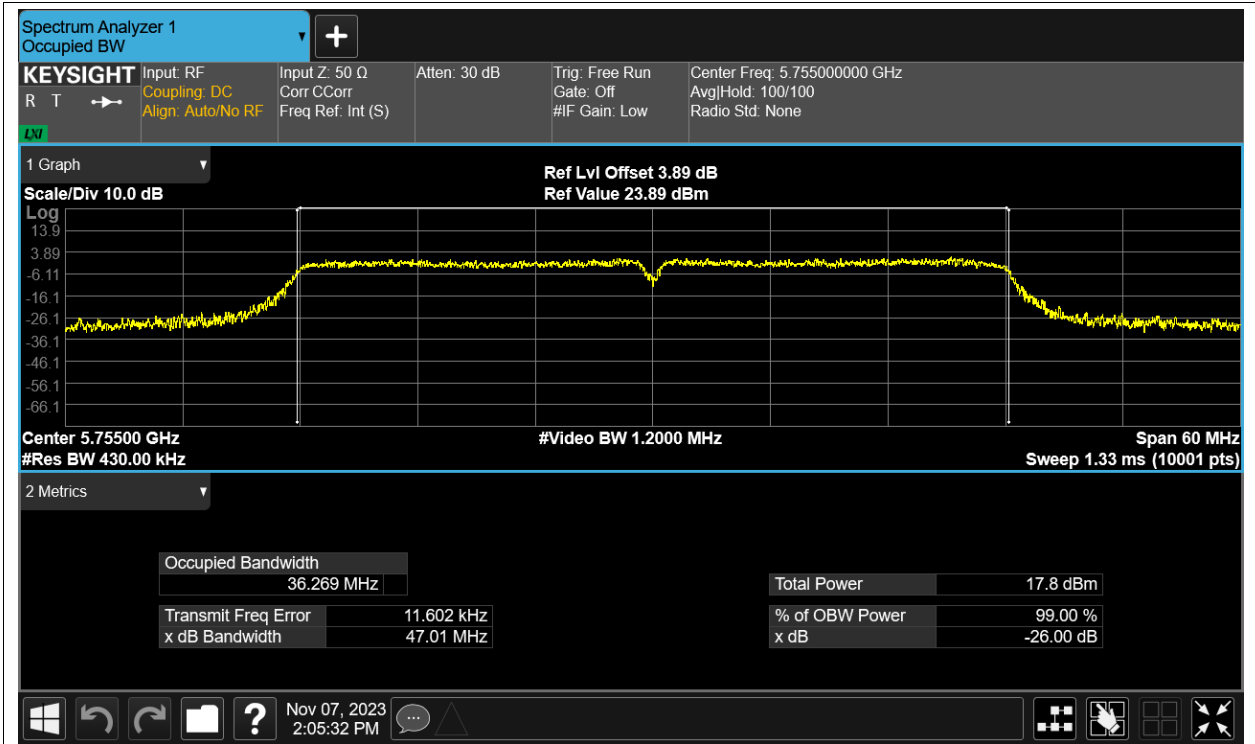 Spectrum Analyzer 1
Occupied BW
KEYSIGHT
R T
LXI
Input: RF
Coupling: DC
Align: Auto/No RF
Input Z: 50 Ω
Corr CCorr
Freq Ref: Int (S)
Atten: 30 dB
Trig: Free Run
Gate: Off
#IF Gain: Low
Center Freq: 5.755000000 GHz
Avg|Hold: 100/100
Radio Std: None
1 Graph
Scale/Div 10.0 dB
Ref Lvl Offset 3.89 dB
Ref Value 23.89 dBm
Log
13.9
3.89
-6.11
-16.1
-26.1
-36.1
-46.1
-56.1
-66.1
Center 5.75500 GHz
#Res BW 430.00 kHz
#Video BW 1.2000 MHz
Span 60 MHz
Sweep 1.33 ms (10001 pts)
2 Metrics
Occupied Bandwidth
36.269 MHz
Transmit Freq Error 11.602 kHz
x dB Bandwidth 47.01 MHz
Total Power 17.8 dBm
% of OBW Power 99.00 %
x dB -26.00 dB
?
Nov 07, 2023
2:05:32 PM